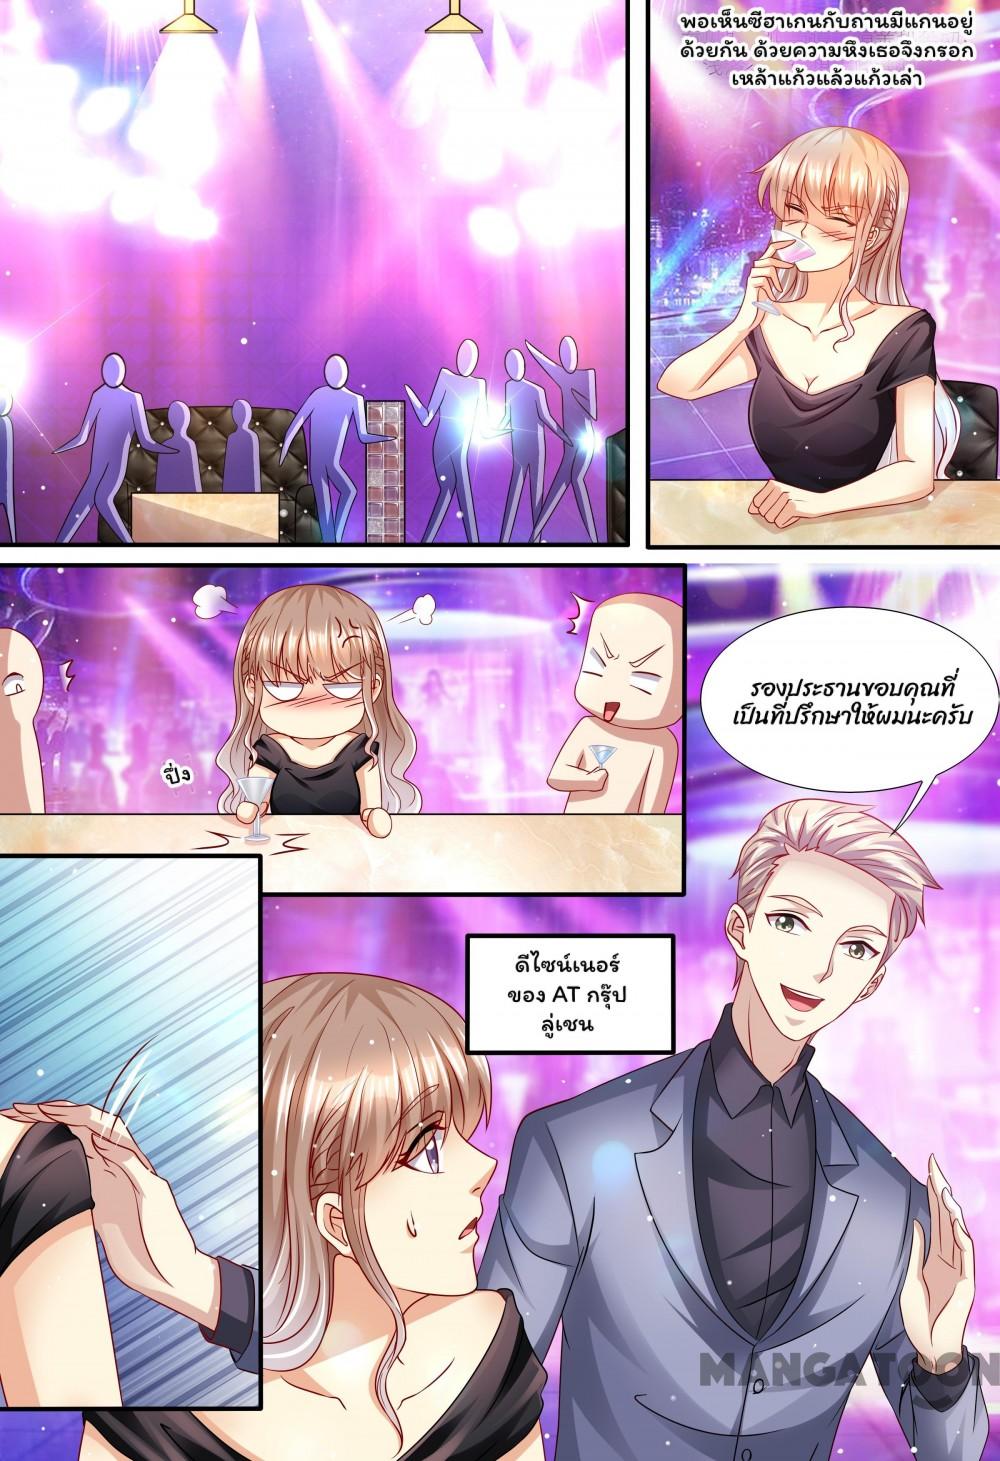 พอเห็นซีฮาเกนกับถานมีแกนอยู่
ด้วยกัน ด้วยความหึงเธอจึงกรอก
เหล้าแก้วแล้วแก้วเล่า
รองประธานขอบคุณที่
เป็นที่ปรึกษาให้ผมนะครับ
ปึ่ง
ดีไซน์เนอร์
ของ AT กรุ๊ป
ลู่เชน
MANGATOON